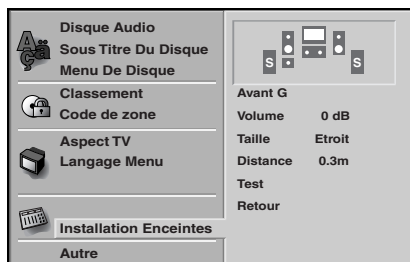 Disque Audio
Sous Titre Du Disque
Menu De Disque
Classement
Code de zone
Aspect TV
Langage Menu
Installation Enceintes
Autre
S S
Avant G
Volume 0 dB
Taille Etroit
Distance 0.3m
Test
Retour
A ä ç